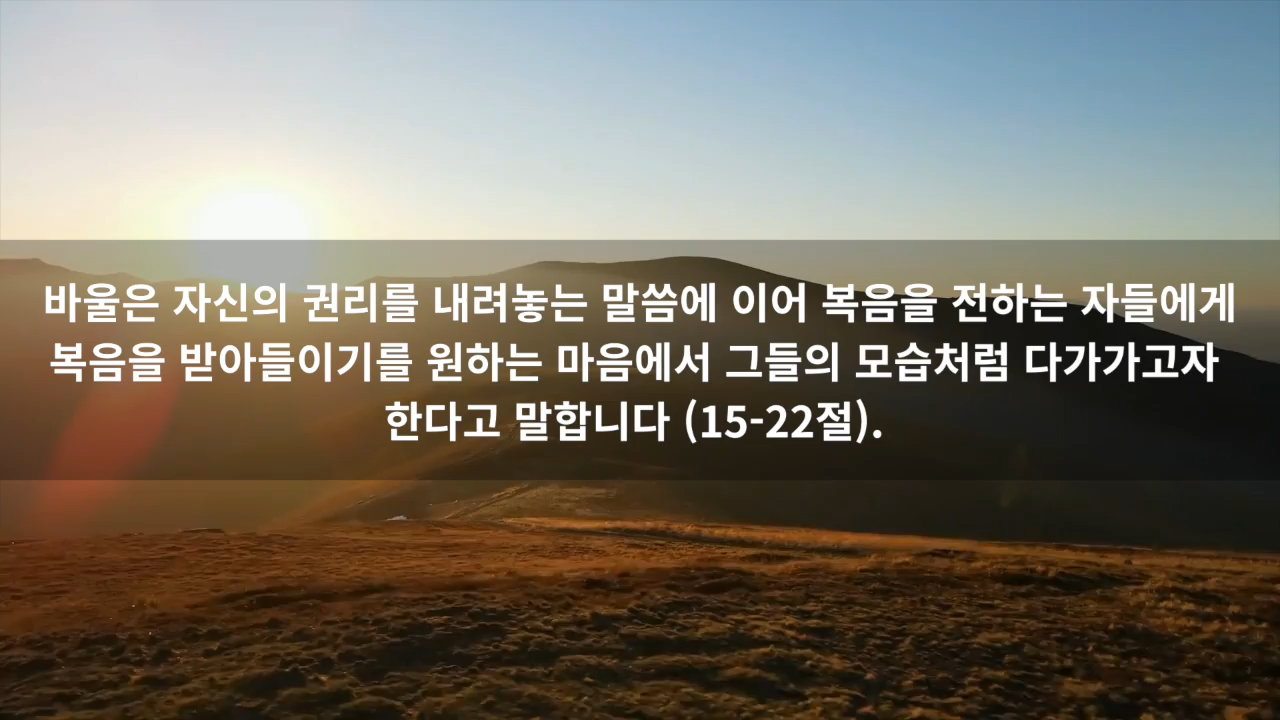 바울은 자신의 권리를 내려놓는 말씀에 이어 복음을 전하는 자들에게
복음을 받아들이기를 원하는 마음에서 그들의 모습처럼 다가가고자
한다고 말합니다 (15-22절).